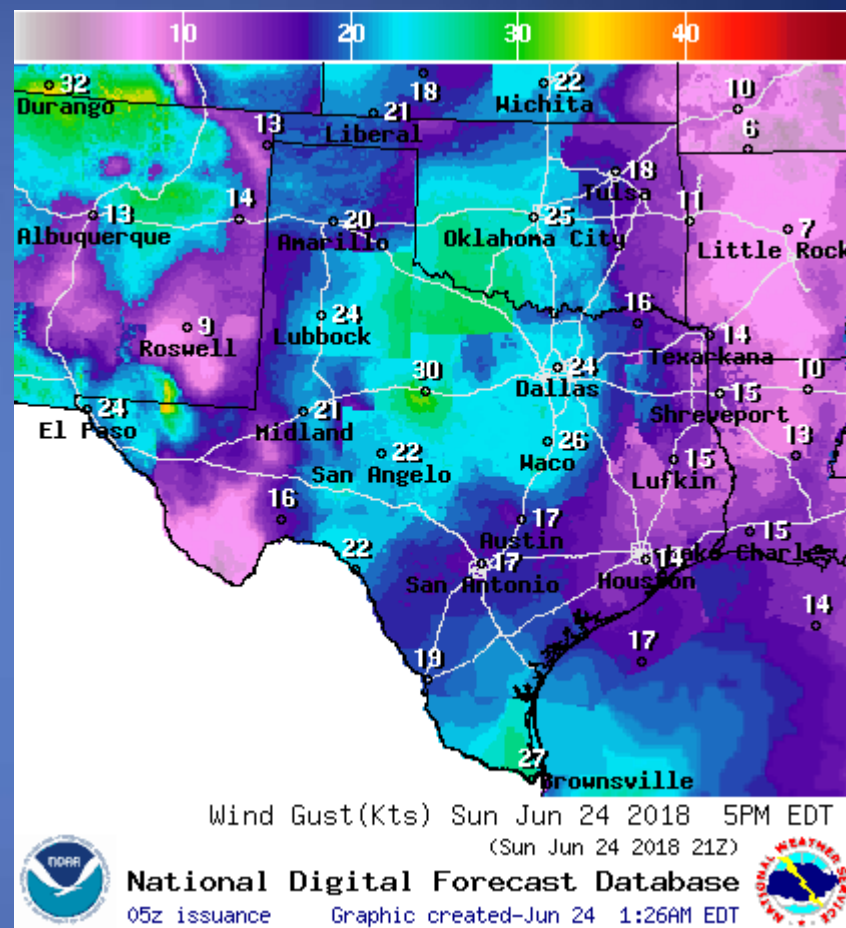 10 20 30 40
32
Durango
18
22
Wichita
10
21
Liberal
13
6
18
Tulsa
13
Albuquerque
14
20
Amarillo
25
Oklahoma City
11
7
Little Rock
9
Roswell
24
Lubbock
16
14
Texarkana
24
Dallas
30
15
Shreveport
10
24
El Paso
21
Midland
22
San Angelo
26
Waco
15
Lufkin
13
16
17
Austin
15
Lake Charles
22
17
San Antonio
14
Houston
14
17
19
27
Brownsville
Wind Gust(Kts) Sun Jun 24 2018 5PM EDT
(Sun Jun 24 2018 21Z)
NOAA
National Digital Forecast Database
05z issuance Graphic created-Jun 24 1:26AM EDT
NATIONAL WEATHER SERVICE